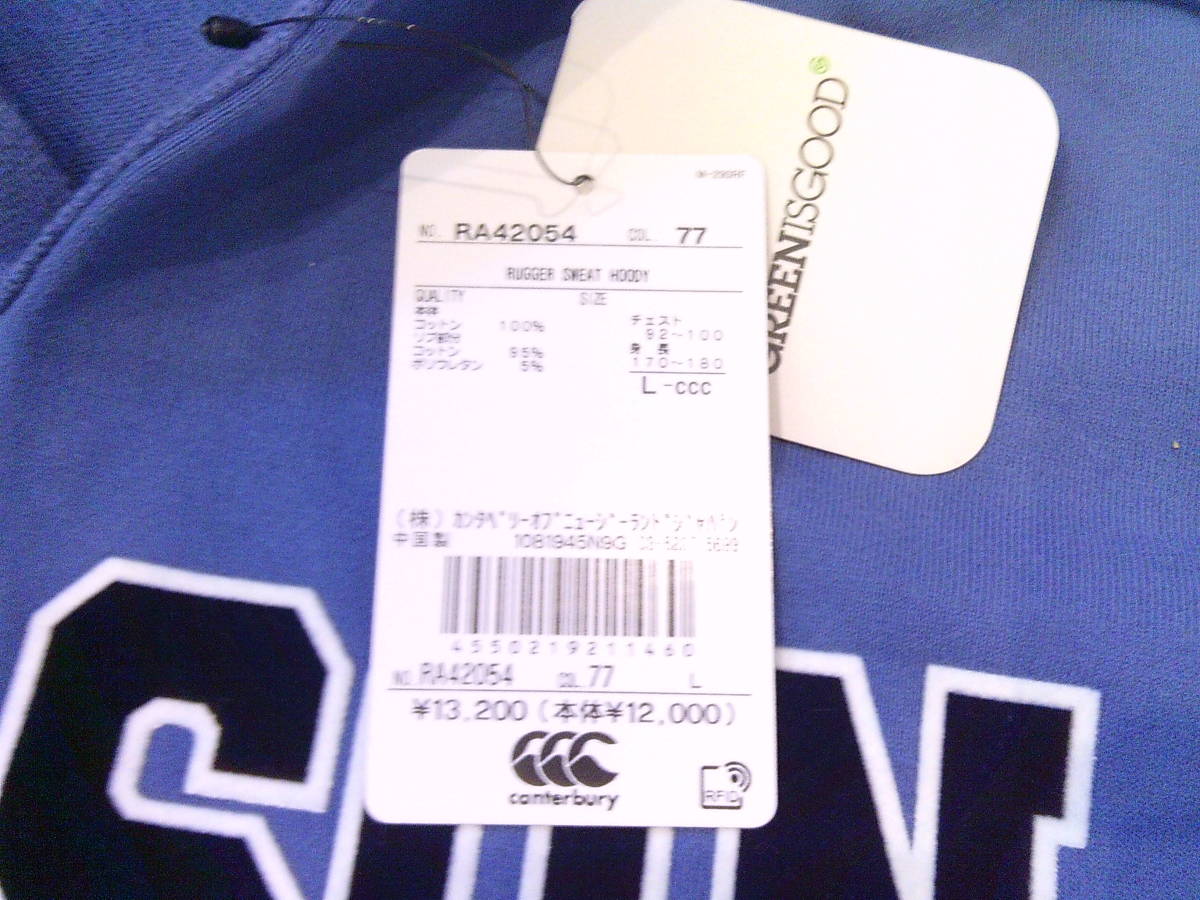 GREENISGOOD
NO. RA42054 COL. 77
RUGGER SWEAT HOODY
QUALITY SIZE
本体
コットン 100%
リブ部分
コットン 95%
ポリウレタン 5%
チェスト
92~100
身長
170~180
L-CCC
(株) カンタベリーオブニュージーランドジャパン
中国製 1081945N9G
4550219211460
NO. RA42054 COL. 77 L
¥13,200 (本体¥12,000)
canterbury
RFID